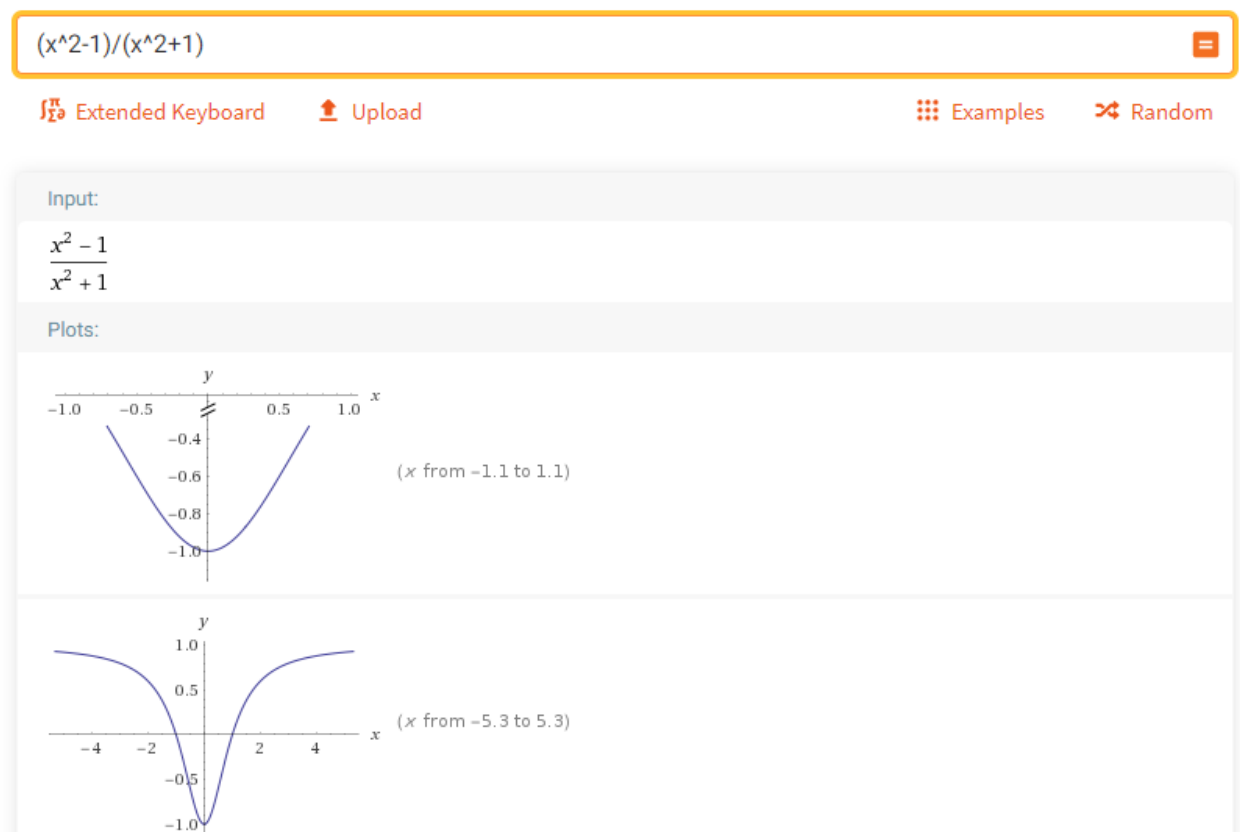 (x^2-1)/(x^2+1)
=
∫π Σ∂ Extended Keyboard Upload Examples Random
Input:
x² − 1
x² + 1
Plots:
y
x
−1.0 −0.5 0.5 1.0
−0.4
−0.6
−0.8
−1.0
(x from −1.1 to 1.1)
y
1.0
0.5
(x from −5.3 to 5.3)
x
−4 −2 2 4
−0.5
−1.0